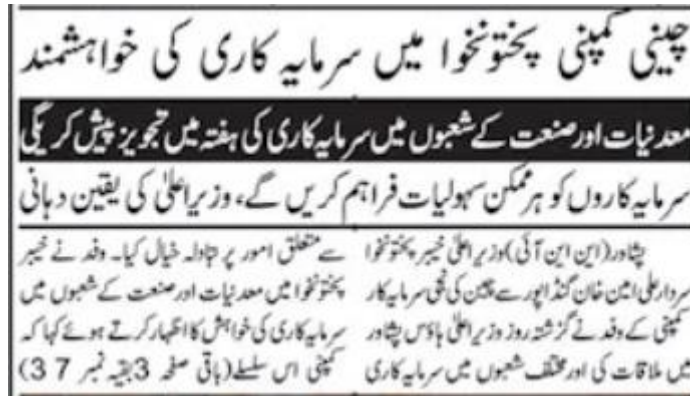 چینی کمپنی پختونخوا میں سرمایہ کاری کی خواہشمند
معدنیات اور صنعت کے شعبوں میں سرمایہ کاری کی ہفتہ میں تجویز پیش کریگی
سرمایہ کاروں کو ہر ممکن سہولیات فراہم کریں گے، وزیراعلیٰ کی یقین دہانی
پشاور(این این آئی)وزیراعلیٰ خیبر پختونخوا
سردار علی امین خان گنڈاپور سے چین کی نجی سرمایہ کار
کمپنی کے وفد نے گزشتہ روز وزیراعلیٰ ہاؤس پشاور
میں ملاقات کی اور مختلف شعبوں میں سرمایہ کاری
سے متعلق امور پر تبادلہ خیال کیا۔ وفد نے خیبر
پختونخوا میں معدنیات اور صنعت کے شعبوں میں
سرمایہ کاری کی خواہش کا اظہار کرتے ہوئے کہا کہ
کمپنی اس سلسلے(باقی صفحہ 3 بقیہ نمبر 37)